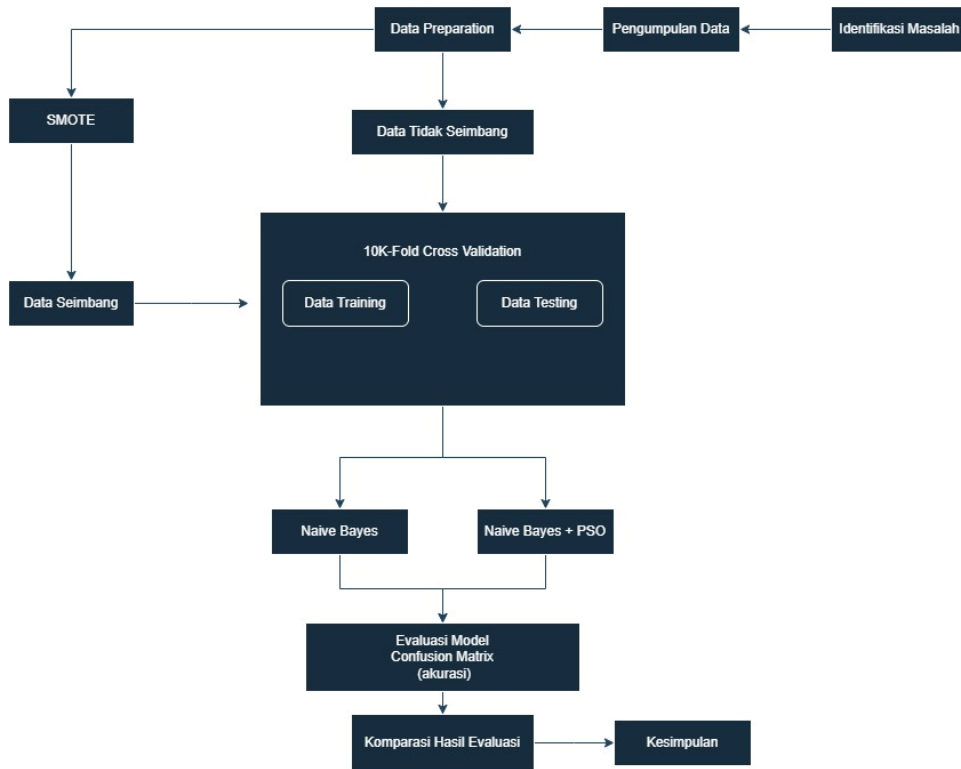 Data Preparation
Pengumpulan Data
Identifikasi Masalah
SMOTE
Data Tidak Seimbang
10K-Fold Cross Validation
Data Seimbang
Data Training
Data Testing
Naive Bayes
Naive Bayes + PSO
Evaluasi Model
Confusion Matrix
(akurasi)
Komparasi Hasil Evaluasi
Kesimpulan